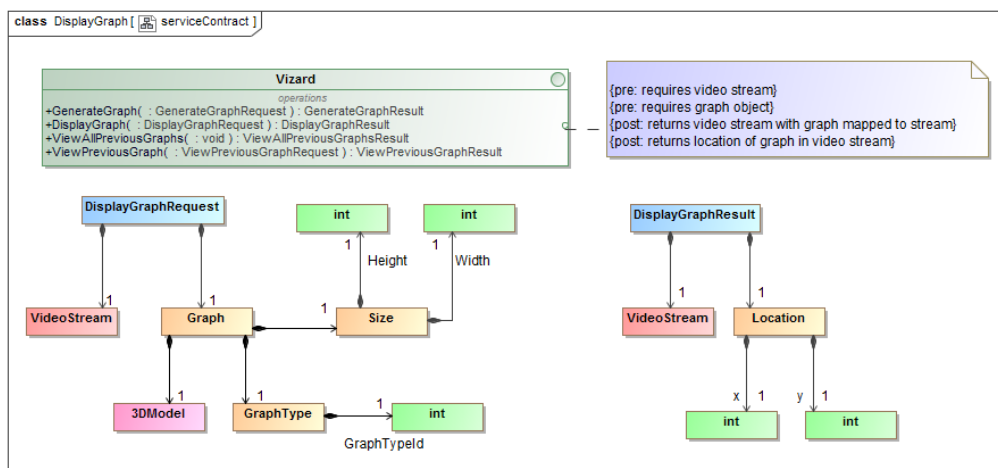 class DisplayGraph [ serviceContract ]
Vizard
operations
+GenerateGraph( : GenerateGraphRequest ) : GenerateGraphResult
+DisplayGraph( : DisplayGraphRequest ) : DisplayGraphResult
+ViewAllPreviousGraphs( : void ) : ViewAllPreviousGraphsResult
+ViewPreviousGraph( : ViewPreviousGraphRequest ) : ViewPreviousGraphResult
{pre: requires video stream}
{pre: requires graph object}
{post: returns video stream with graph mapped to stream}
{post: returns location of graph in video stream}
DisplayGraphRequest
int
int
DisplayGraphResult
1
1
Height
Width
1
1
1
1
1
VideoStream
Graph
Size
VideoStream
Location
1
1
x
1
y
1
1
3DModel
GraphType
int
GraphTypeId
int
int